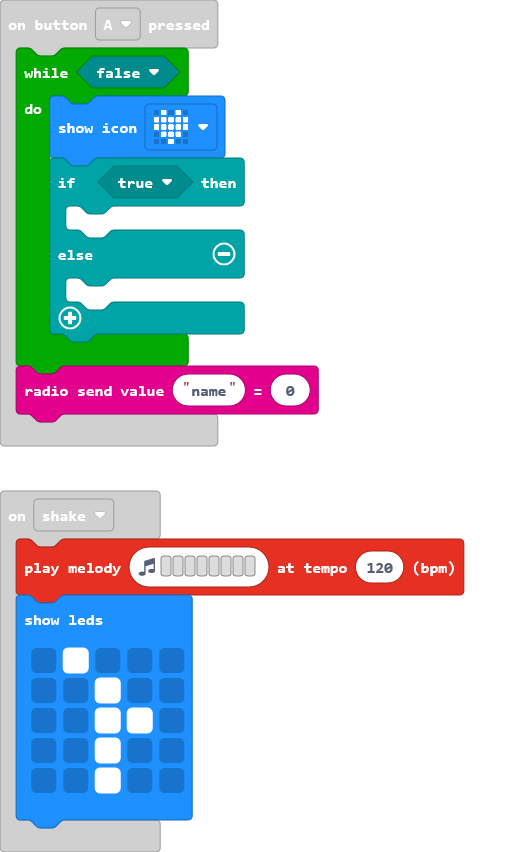 on button A pressed
while false
do
show icon
if true then
else
radio send value "name" = 0
on shake
play melody at tempo 120 (bpm)
show leds